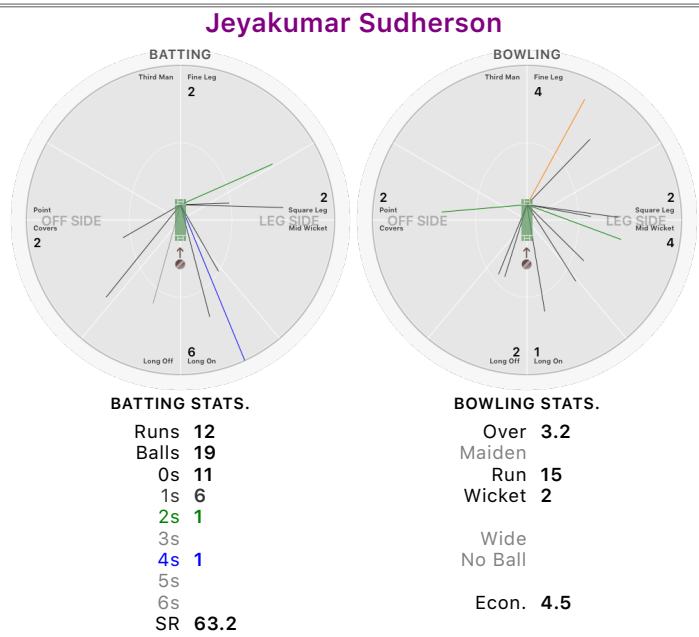 Jeyakumar Sudherson
BATTING
Third Man Fine Leg
2
2
Point Square Leg
OFF SIDE LEG SIDE
Covers Mid Wicket
2
6
Long Off Long On
BATTING STATS.
Runs 12
Balls 19
0s 11
1s 6
2s 1
3s
4s 1
5s
6s
SR 63.2
BOWLING
Third Man Fine Leg
4
2 2
Point Square Leg
OFF SIDE LEG SIDE
Covers Mid Wicket
4
2 1
Long Off Long On
BOWLING STATS.
Over 3.2
Maiden
Run 15
Wicket 2
Wide
No Ball
Econ. 4.5